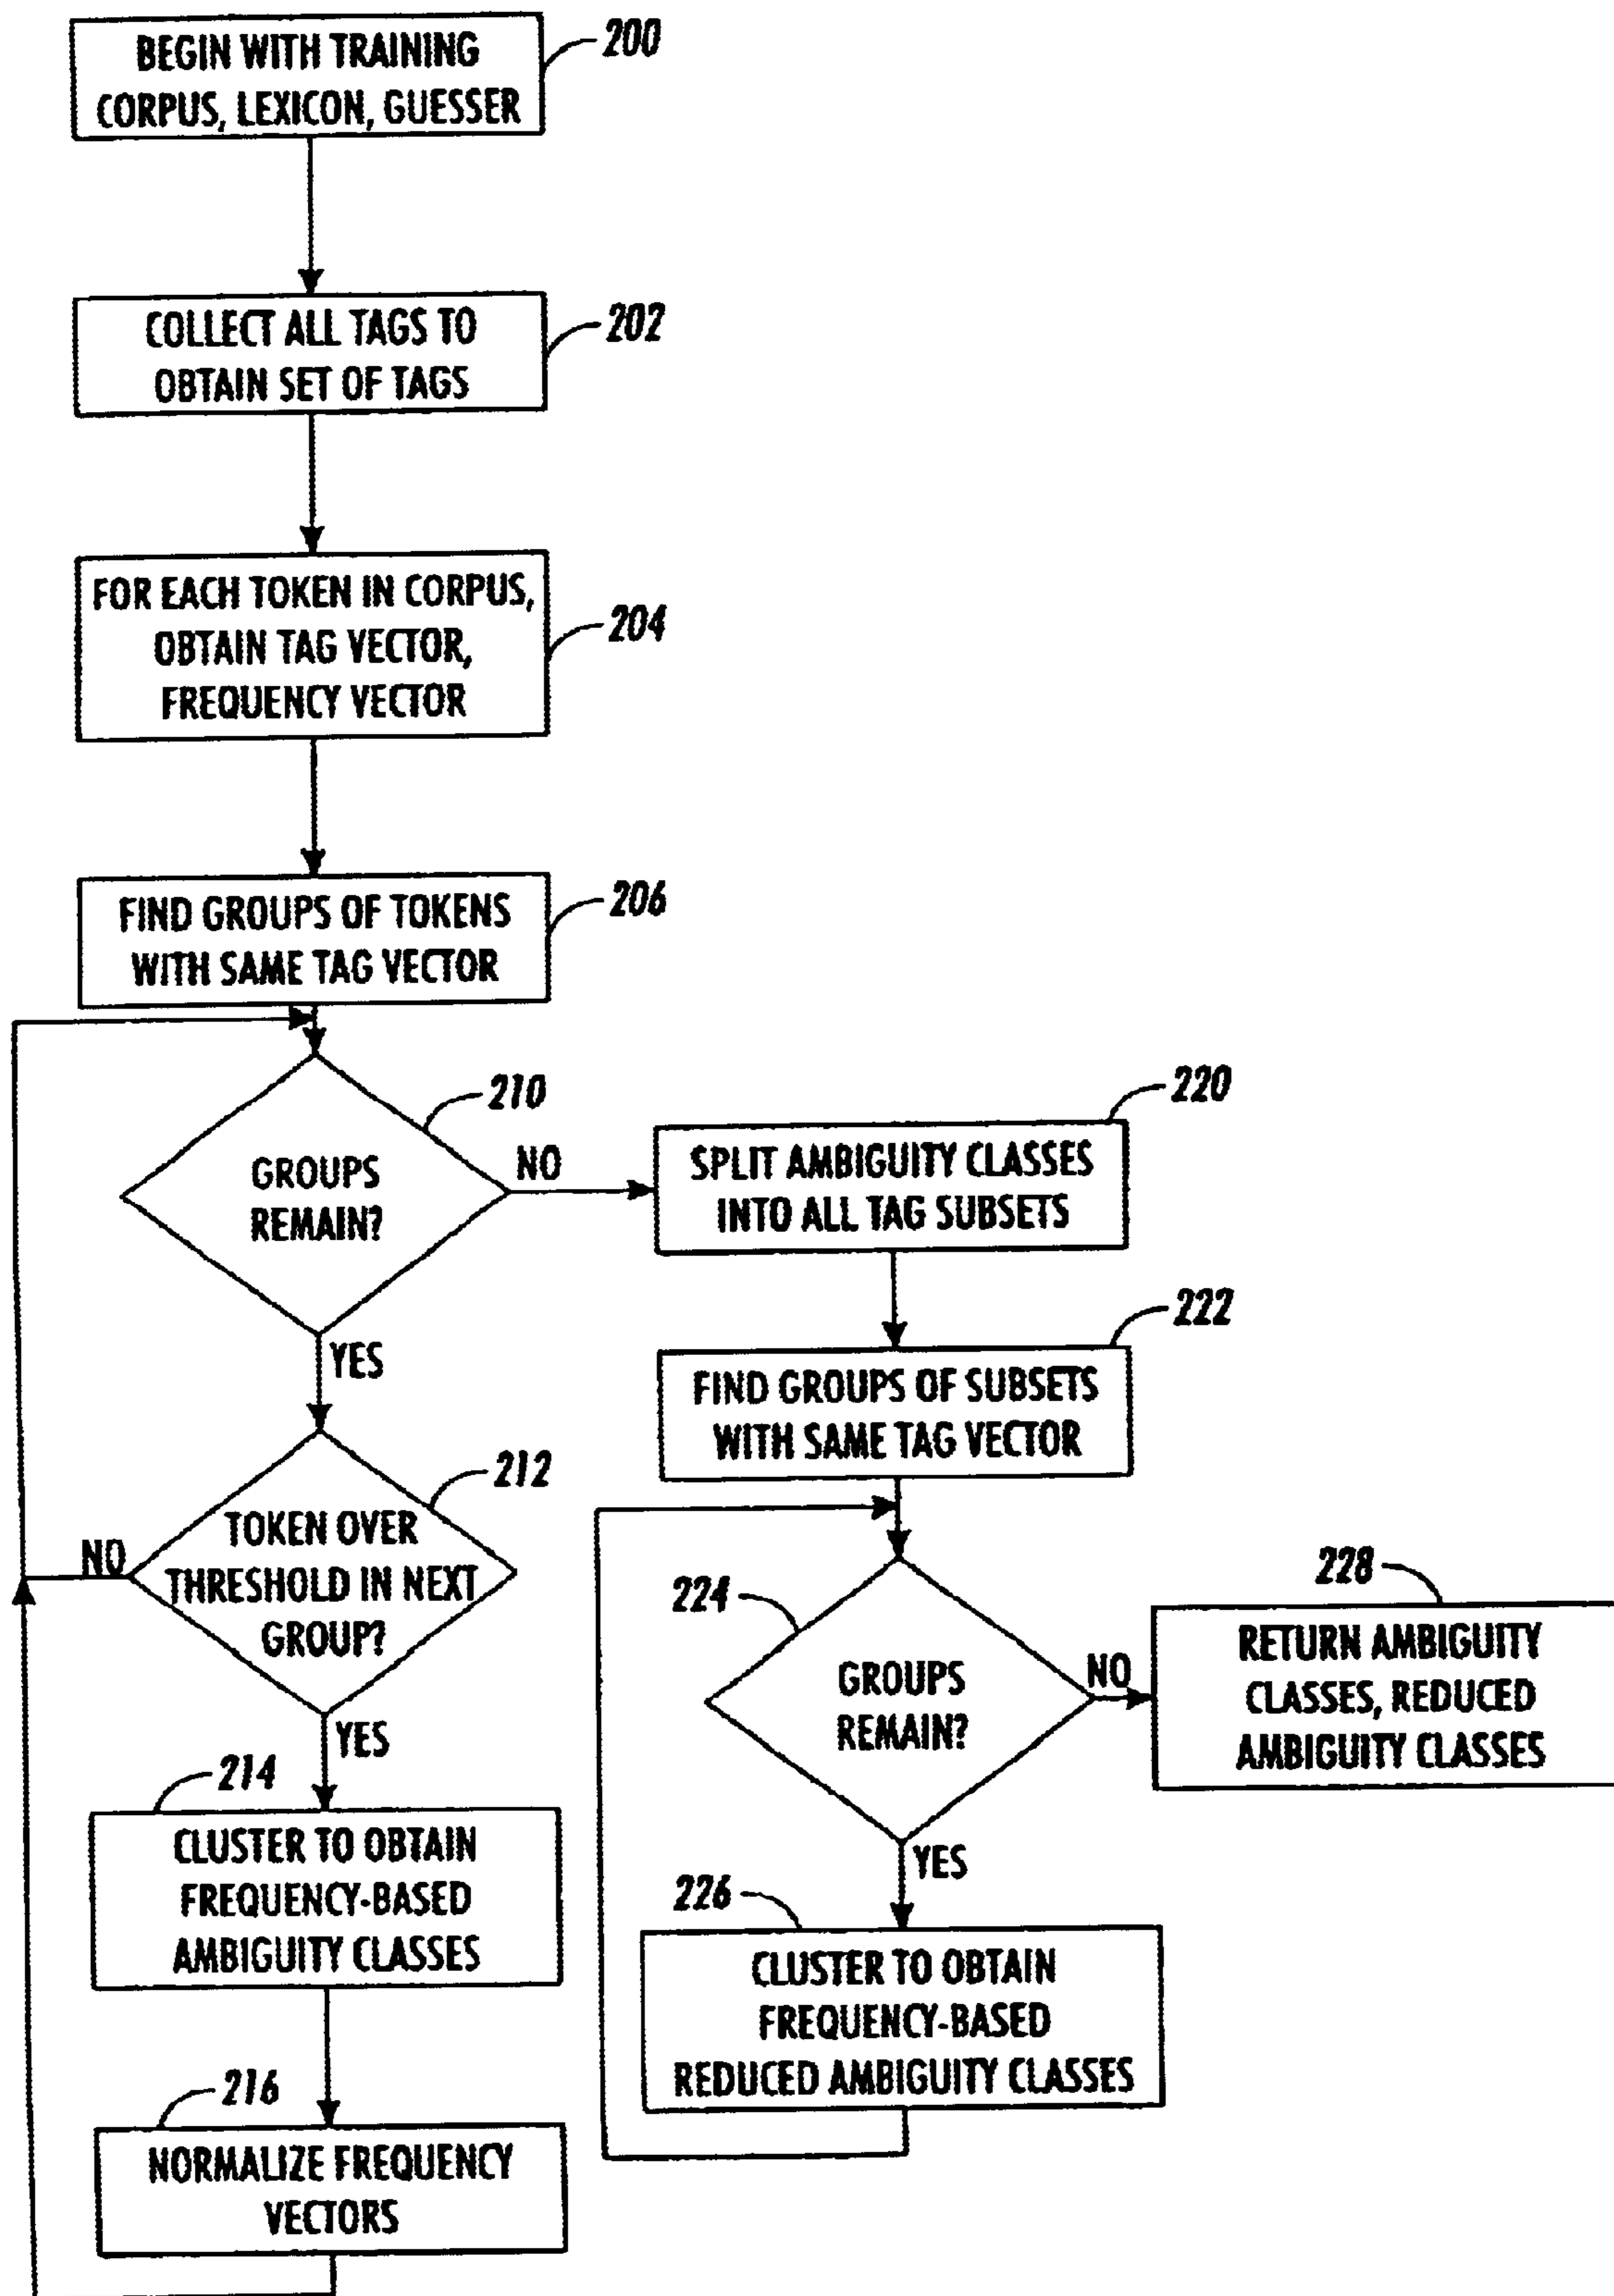 BEGIN WITH TRAINING
CORPUS, LEXICON, GUESSER
200
COLLECT ALL TAGS TO
OBTAIN SET OF TAGS
202
FOR EACH TOKEN IN CORPUS,
OBTAIN TAG VECTOR,
FREQUENCY VECTOR
204
FIND GROUPS OF TOKENS
WITH SAME TAG VECTOR
206
210
GROUPS
REMAIN?
NO
YES
212
TOKEN OVER
THRESHOLD IN NEXT
GROUP?
NO
YES
214
CLUSTER TO OBTAIN
FREQUENCY-BASED
AMBIGUITY CLASSES
216
NORMALIZE FREQUENCY
VECTORS
220
SPLIT AMBIGUITY CLASSES
INTO ALL TAG SUBSETS
222
FIND GROUPS OF SUBSETS
WITH SAME TAG VECTOR
224
GROUPS
REMAIN?
NO
YES
226
CLUSTER TO OBTAIN
FREQUENCY-BASED
REDUCED AMBIGUITY CLASSES
228
RETURN AMBIGUITY
CLASSES, REDUCED
AMBIGUITY CLASSES